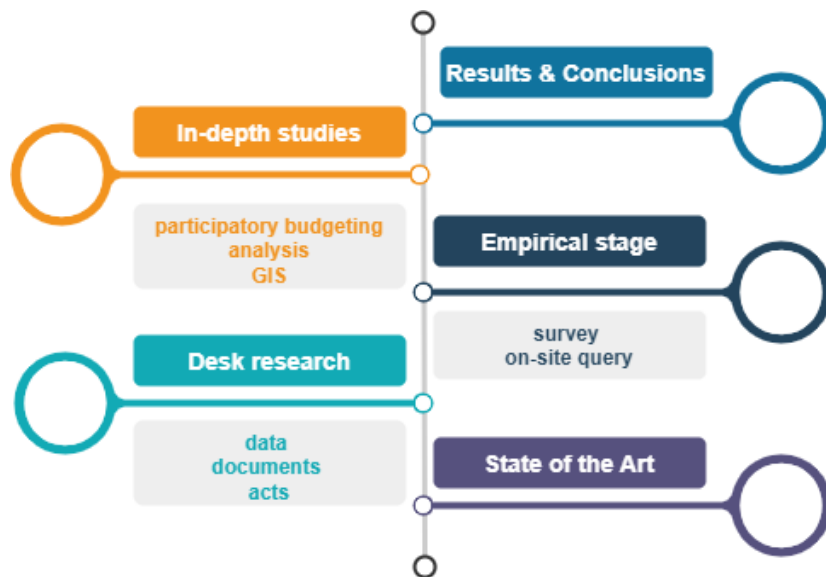 Results & Conclusions
In-depth studies
participatory budgeting
analysis
GIS
Empirical stage
survey
on-site query
Desk research
data
documents
acts
State of the Art